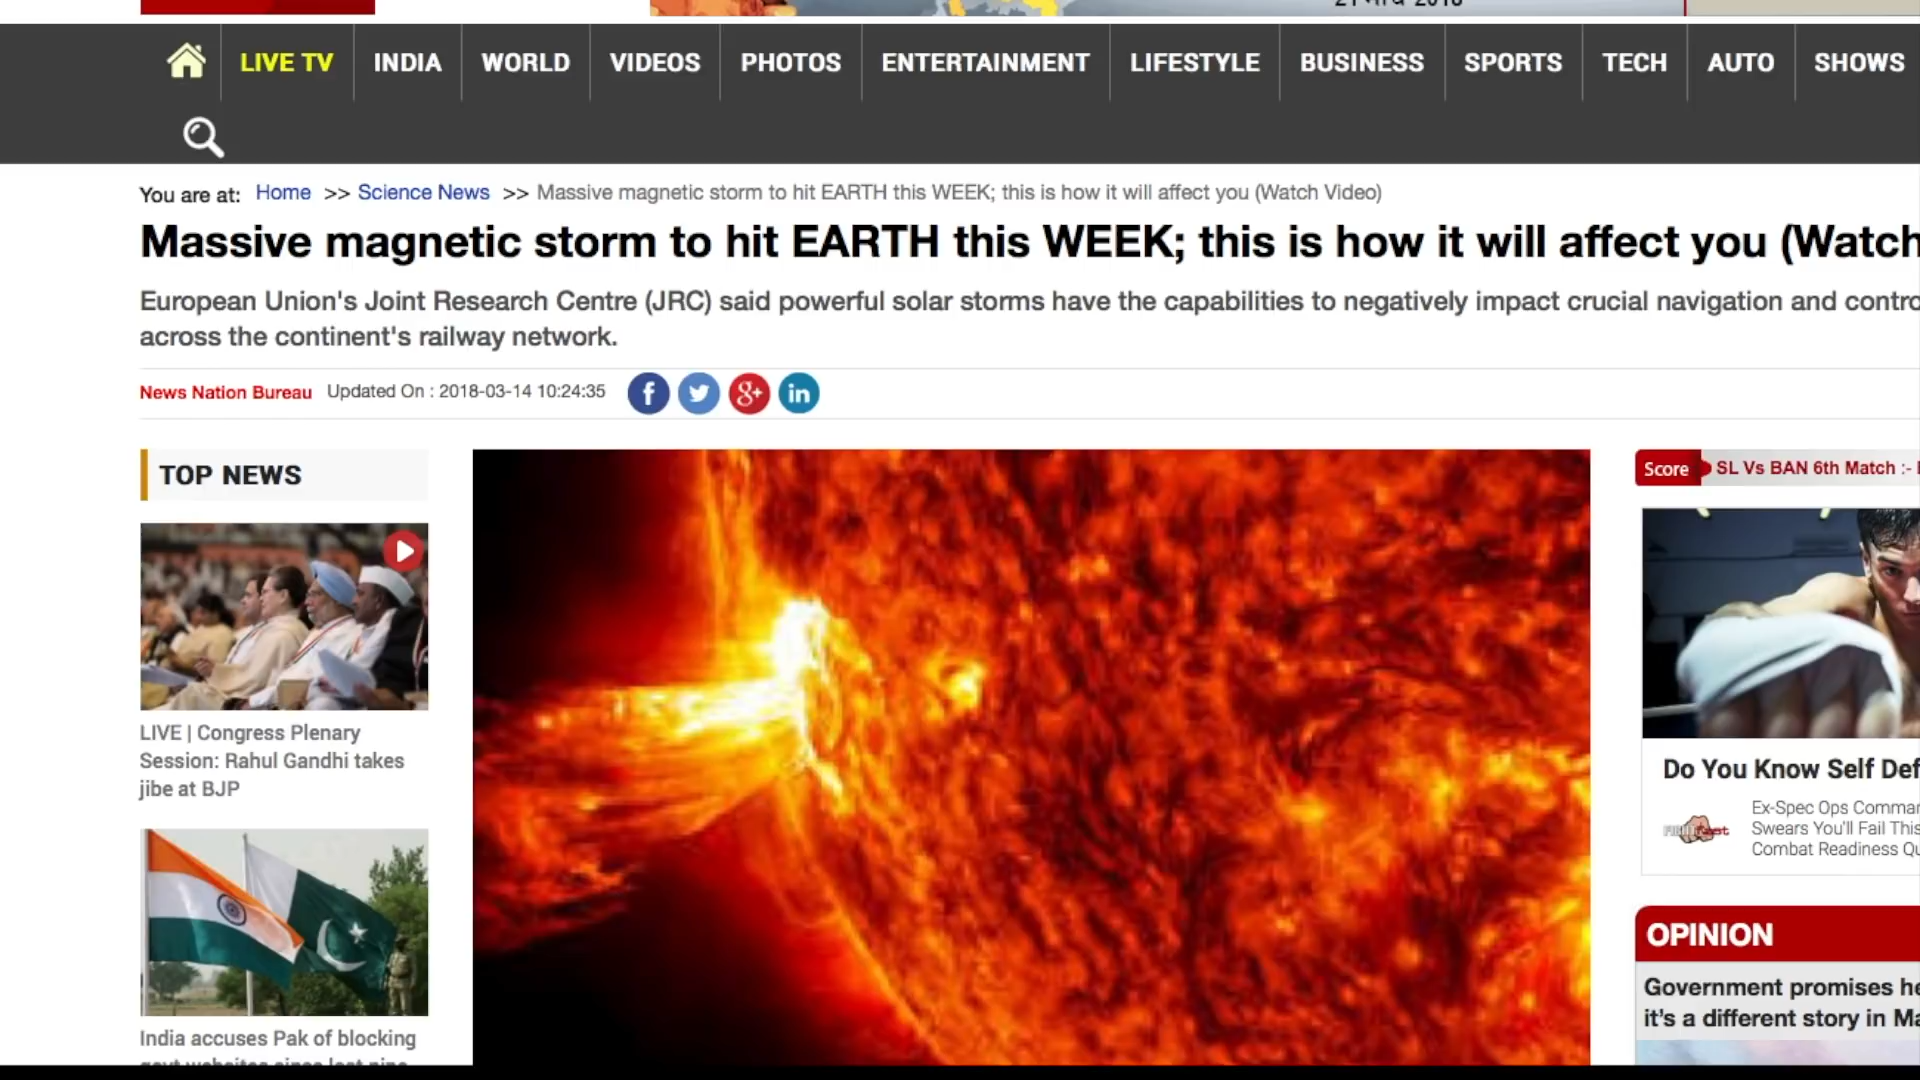 2018
LIVE TV
INDIA
WORLD
VIDEOS
PHOTOS
ENTERTAINMENT
LIFESTYLE
BUSINESS
SPORTS
TECH
AUTO
SHOWS
You are at: Home >> Science News >> Massive magnetic storm to hit EARTH this WEEK; this is how it will affect you (Watch Video)
Massive magnetic storm to hit EARTH this WEEK; this is how it will affect you (Watch
European Union's Joint Research Centre (JRC) said powerful solar storms have the capabilities to negatively impact crucial navigation and contro
across the continent's railway network.
News Nation Bureau Updated On : 2018-03-14 10:24:35
TOP NEWS
LIVE | Congress Plenary
Session: Rahul Gandhi takes
jibe at BJP
India accuses Pak of blocking
Score SL Vs BAN 6th Match :-
Do You Know Self Def
Ex-Spec Ops Comman
Swears You'll Fail This
Combat Readiness Qu
OPINION
Government promises he
it's a different story in Ma